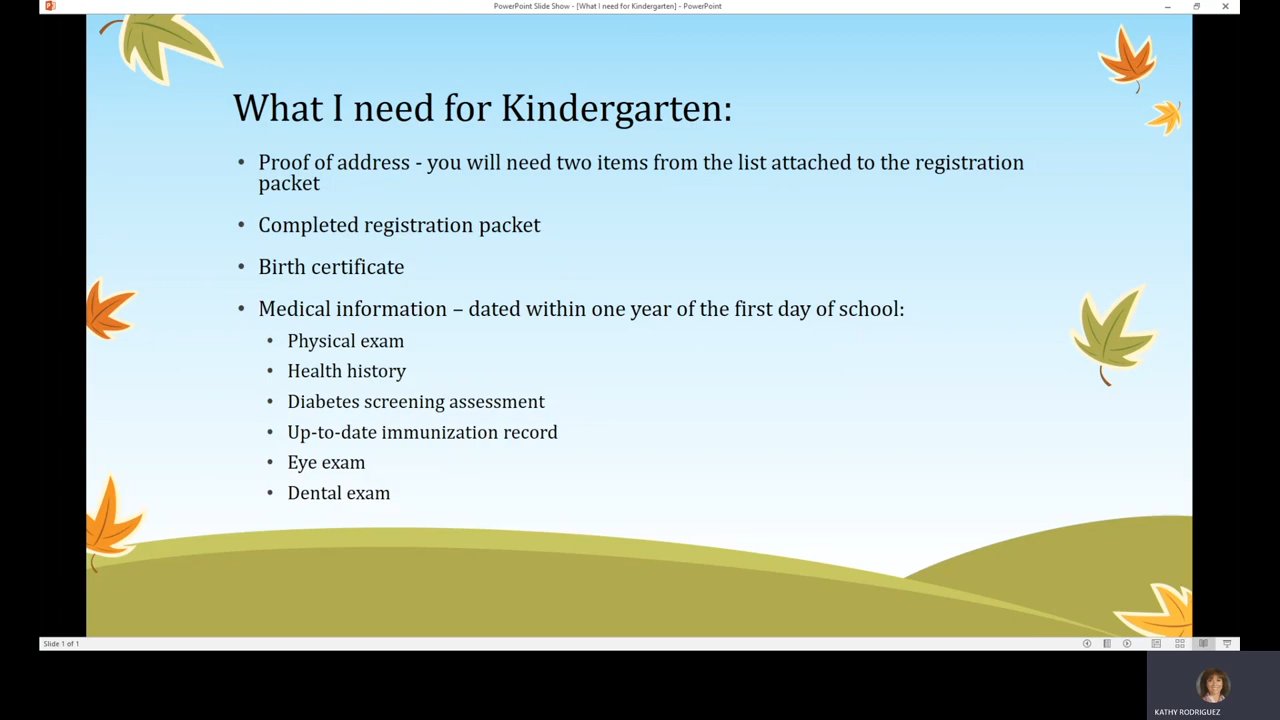 PowerPoint Slide Show - [What I need for Kindergarten] - PowerPoint
What I need for Kindergarten:
• Proof of address - you will need two items from the list attached to the registration
packet
• Completed registration packet
• Birth certificate
• Medical information – dated within one year of the first day of school:
• Physical exam
• Health history
• Diabetes screening assessment
• Up-to-date immunization record
• Eye exam
• Dental exam
Slide 1 of 1
KATHY RODRIGUEZ